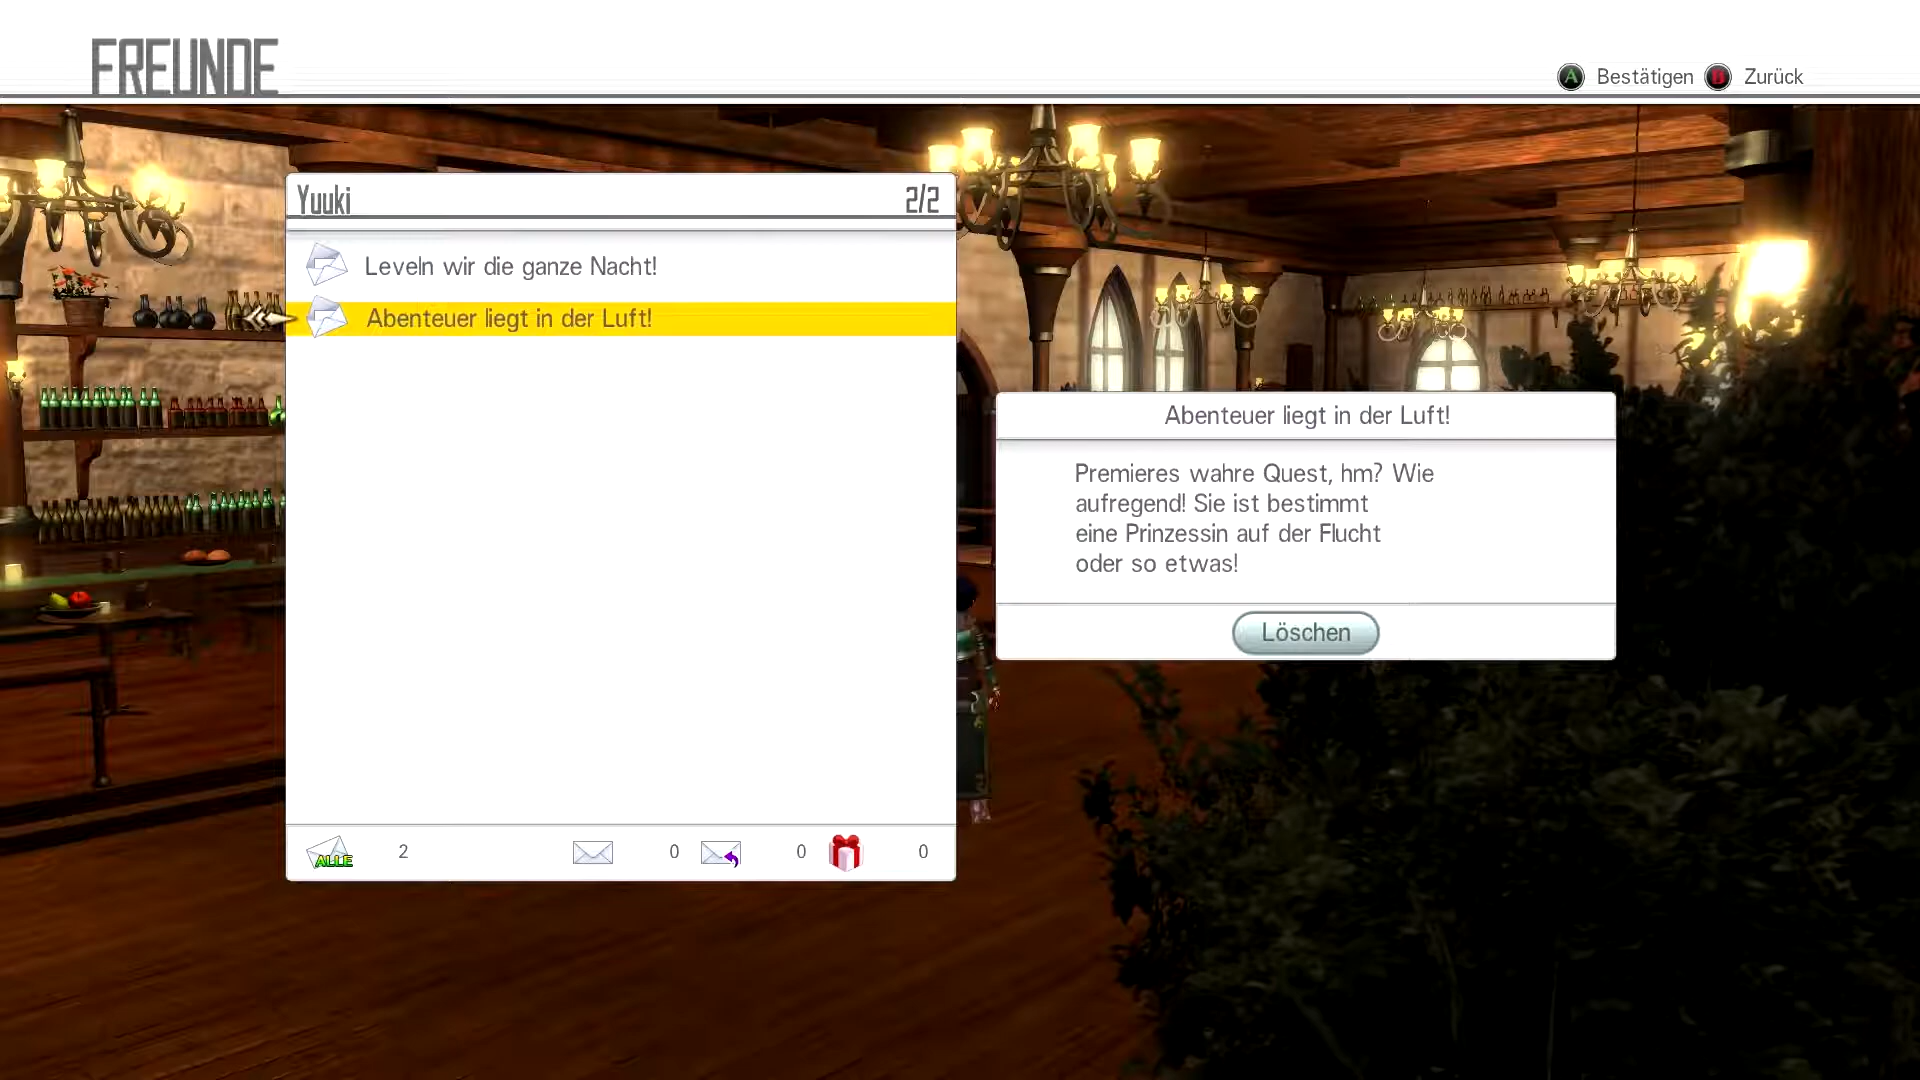 FREUNDE
A Bestätigen B Zurück
Yuuki 2/2
Leveln wir die ganze Nacht!
Abenteuer liegt in der Luft!
Abenteuer liegt in der Luft!
Premieres wahre Quest, hm? Wie
aufregend! Sie ist bestimmt
eine Prinzessin auf der Flucht
oder so etwas!
Löschen
ALLE 2 0 0 0